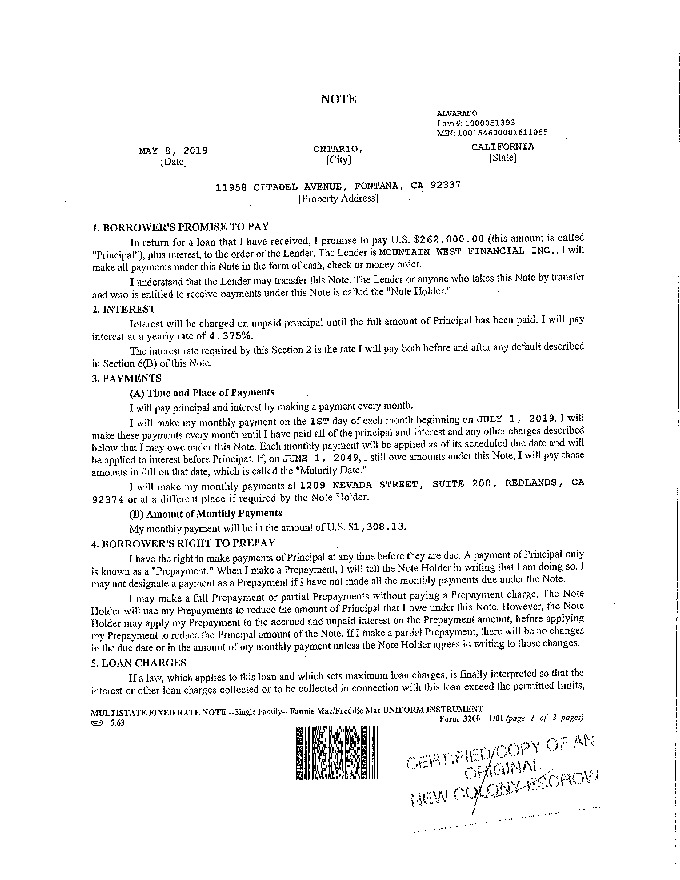 NOTE
ALVARADO
Loan #: 1000051393
MIN: 100154600001611065
MAY 8, 2019
ONTARIO,
CALIFORNIA
[Date]
[City]
[State]
11958 CITADEL AVENUE, FONTANA, CA 92337
[Property Address]
1. BORROWER'S PROMISE TO PAY
In return for a loan that I have received, I promise to pay U.S. $262,000.00 (this amount is called
"Principal"), plus interest, to the order of the Lender. The Lender is MOUNTAIN WEST FINANCIAL INC.. I will
make all payments under this Note in the form of cash, check or money order.
I understand that the Lender may transfer this Note. The Lender or anyone who takes this Note by transfer
and who is entitled to receive payments under this Note is called the "Note Holder."
2. INTEREST
Interest will be charged on unpaid principal until the full amount of Principal has been paid. I will pay
interest at a yearly rate of 4.375%.
The interest rate required by this Section 2 is the rate I will pay both before and after any default described
in Section 6(B) of this Note.
3. PAYMENTS
(A) Time and Place of Payments
I will pay principal and interest by making a payment every month.
I will make my monthly payment on the 1ST day of each month beginning on JULY 1, 2019. I will
make these payments every month until I have paid all of the principal and interest and any other charges described
below that I may owe under this Note. Each monthly payment will be applied as of its scheduled due date and will
be applied to interest before Principal. If, on JUNE 1, 2049, I still owe amounts under this Note, I will pay those
amounts in full on that date, which is called the "Maturity Date."
I will make my monthly payments at 1209 NEVADA STREET, SUITE 200, REDLANDS, CA
92374 or at a different place if required by the Note Holder.
(B) Amount of Monthly Payments
My monthly payment will be in the amount of U.S. $1,308.13.
4. BORROWER'S RIGHT TO PREPAY
I have the right to make payments of Principal at any time before they are due. A payment of Principal only
is known as a "Prepayment." When I make a Prepayment, I will tell the Note Holder in writing that I am doing so. I
may not designate a payment as a Prepayment if I have not made all the monthly payments due under the Note.
I may make a full Prepayment or partial Prepayments without paying a Prepayment charge. The Note
Holder will use my Prepayments to reduce the amount of Principal that I owe under this Note. However, the Note
Holder may apply my Prepayment to the accrued and unpaid interest on the Prepayment amount, before applying
my Prepayment to reduce the Principal amount of the Note. If I make a partial Prepayment, there will be no changes
in the due date or in the amount of my monthly payment unless the Note Holder agrees in writing to those changes.
5. LOAN CHARGES
If a law, which applies to this loan and which sets maximum loan charges, is finally interpreted so that the
interest or other loan charges collected or to be collected in connection with this loan exceed the permitted limits,
MULTISTATE FIXED RATE NOTE--Single Family--Fannie Mae/Freddie Mac UNIFORM INSTRUMENT
Form 3200 1/01 (page 1 of 3 pages)
CERTIFIED/COPY OF AN
ORIGINAL
NEW COLONY ESCROW